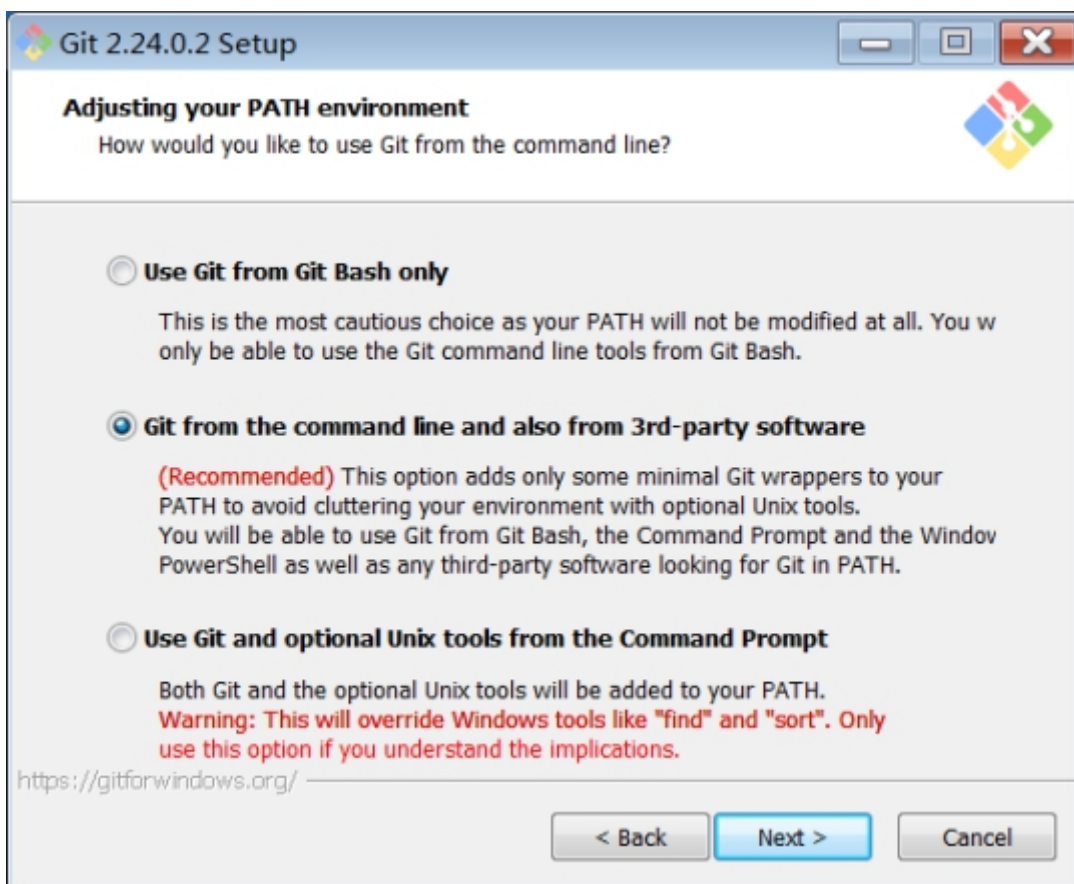 Git 2.24.0.2 Setup
Adjusting your PATH environment
How would you like to use Git from the command line?
Use Git from Git Bash only
This is the most cautious choice as your PATH will not be modified at all. You w
only be able to use the Git command line tools from Git Bash.
Git from the command line and also from 3rd-party software
(Recommended) This option adds only some minimal Git wrappers to your
PATH to avoid cluttering your environment with optional Unix tools.
You will be able to use Git from Git Bash, the Command Prompt and the Window
PowerShell as well as any third-party software looking for Git in PATH.
Use Git and optional Unix tools from the Command Prompt
Both Git and the optional Unix tools will be added to your PATH.
Warning: This will override Windows tools like "find" and "sort". Only
use this option if you understand the implications.
https://gitforwindows.org/
< Back Next > Cancel